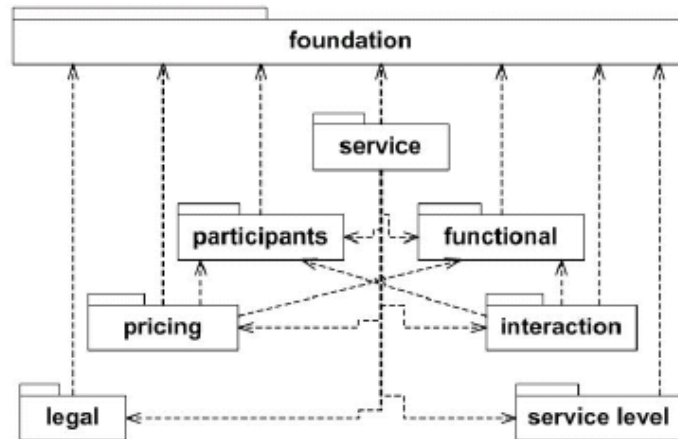 foundation
service
participants
functional
pricing
interaction
legal
service level